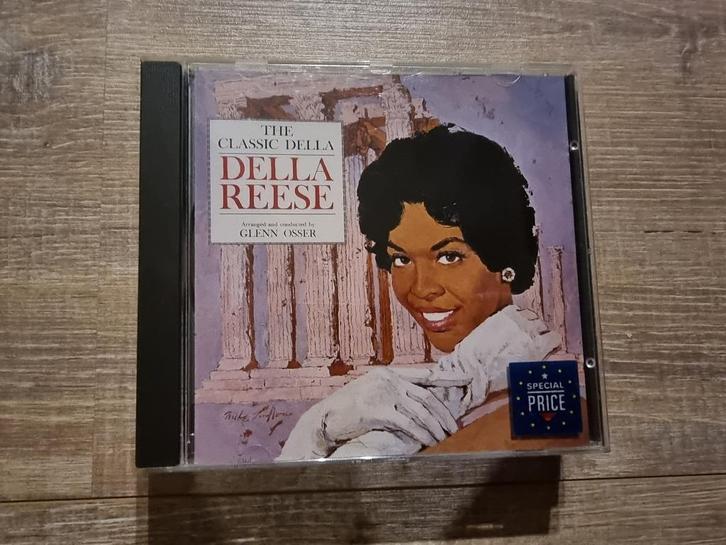 THE
CLASSIC DELLA
DELLA
REESE
Arranged and conducted by
GLENN OSSER
SPECIAL
PRICE